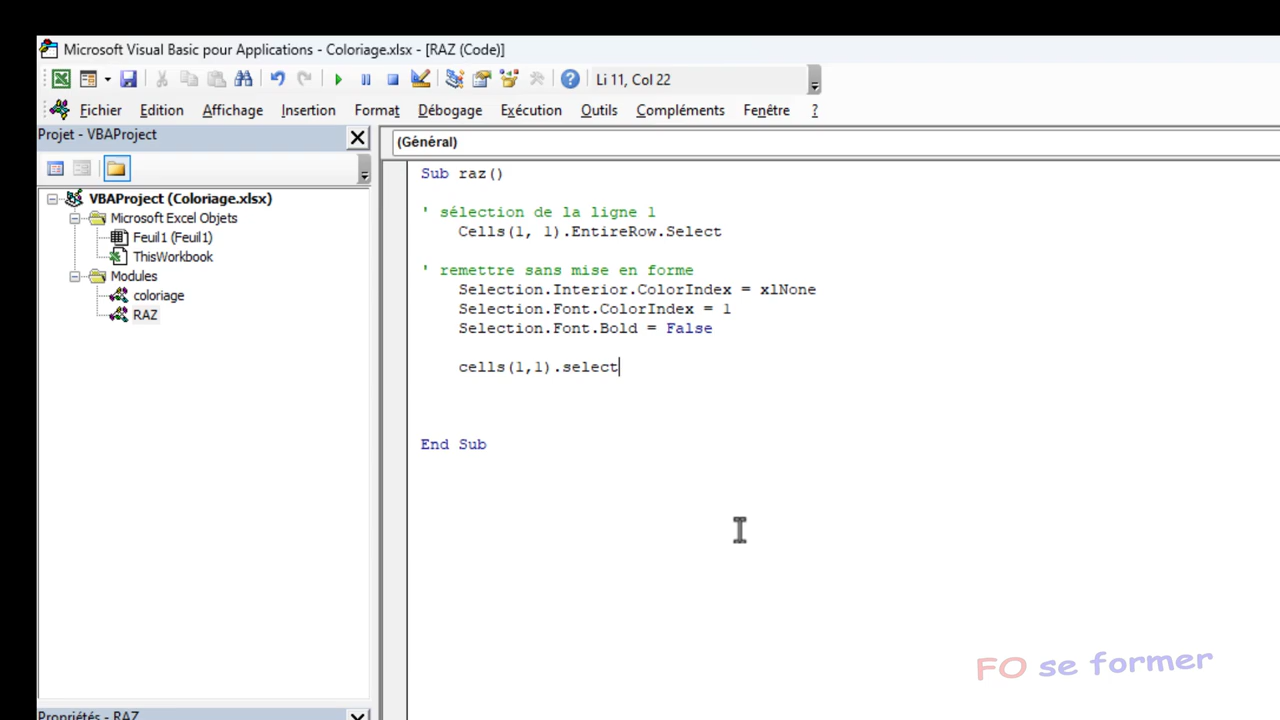 Microsoft Visual Basic pour Applications - Coloriage.xlsx - [RAZ (Code)]
Li 11, Col 22
Fichier Edition Affichage Insertion Format Débogage Exécution Outils Compléments Fenêtre ?
Projet - VBAProject
(Général)
VBAProject (Coloriage.xlsx)
Microsoft Excel Objets
Feuil1 (Feuil1)
ThisWorkbook
Modules
coloriage
RAZ
Sub raz()
' sélection de la ligne 1
Cells(1, 1).EntireRow.Select
' remettre sans mise en forme
Selection.Interior.ColorIndex = xlNone
Selection.Font.ColorIndex = 1
Selection.Font.Bold = False
cells(1,1).select
End Sub
FO se former
Propriétés - RAZ